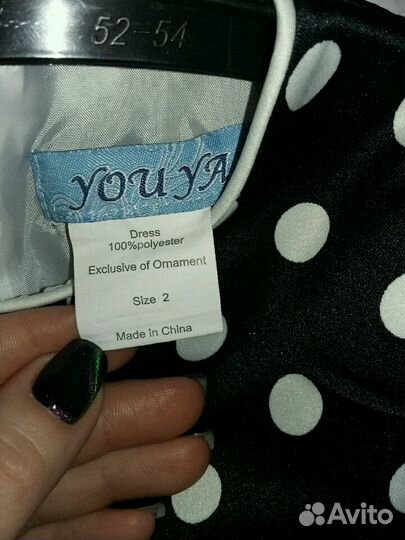 52-54
YOU YA
Dress
100%polyester
Exclusive of Ornament
Size 2
Made in China
Avito